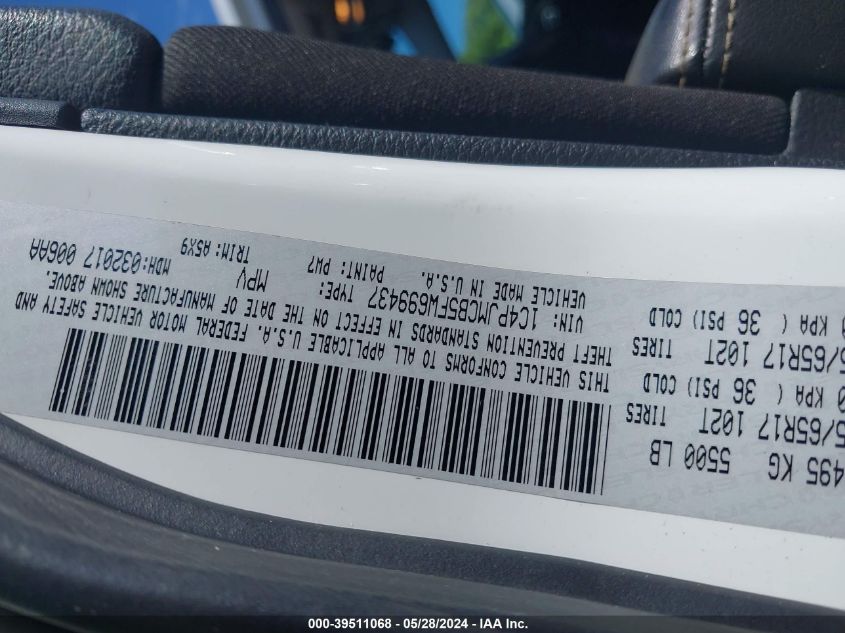 495 KG 5500 LB
5/65R17 102T TIRES
0 KPA ( 36 PSI) COLD
5/65R17 102T TIRES
0 KPA ( 36 PSI) COLD
THIS VEHICLE CONFORMS TO ALL APPLICABLE U.S.A. FEDERAL MOTOR VEHICLE SAFETY AND
THEFT PREVENTION STANDARDS IN EFFECT ON THE DATE OF MANUFACTURE SHOWN ABOVE.
VIN: 1C4PJMCB5FW699437 TYPE: MPV MDH:032017 006AA
VEHICLE MADE IN U.S.A. PAINT: PW7 TRIM: A5X9
000-39511068 - 05/28/2024 - IAA Inc.